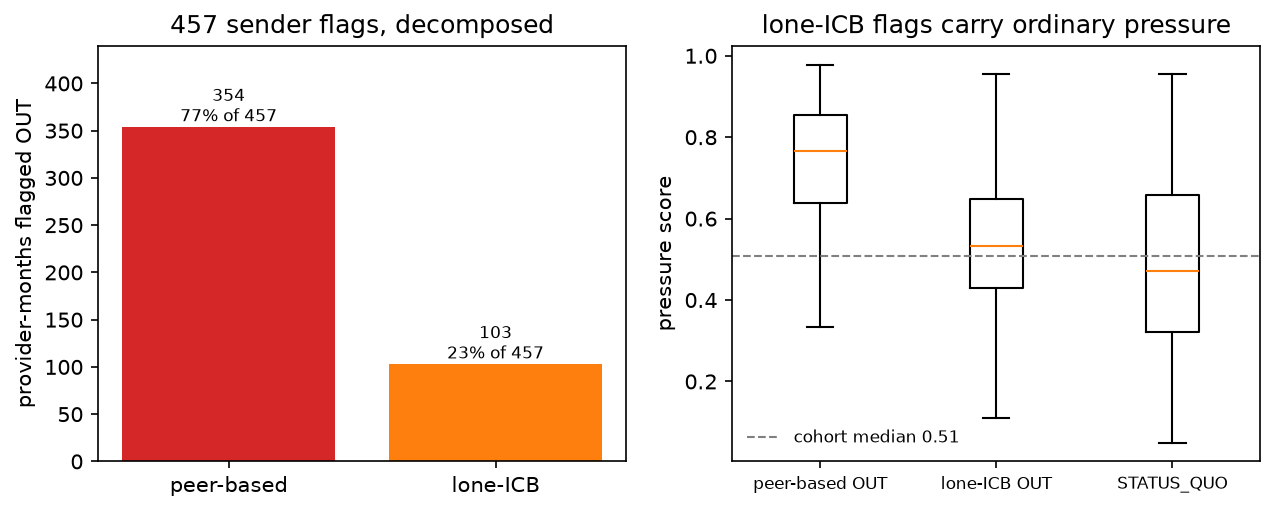 457 sender flags, decomposed
provider-months flagged OUT
400
350
300
250
200
150
100
50
0
354
77% of 457
103
23% of 457
peer-based
lone-ICB
lone-ICB flags carry ordinary pressure
pressure score
1.0
0.8
0.6
0.4
0.2
cohort median 0.51
peer-based OUT
lone-ICB OUT
STATUS_QUO